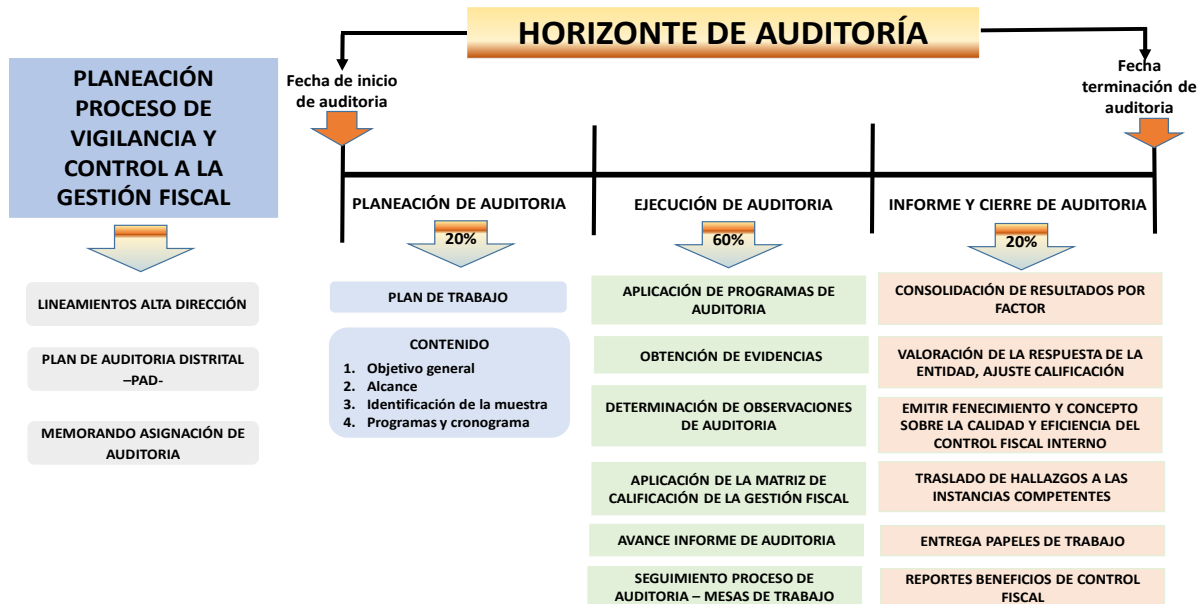 HORIZONTE DE AUDITORÍA
PLANEACIÓN
PROCESO DE
VIGILANCIA Y
CONTROL A LA
GESTIÓN FISCAL
LINEAMIENTOS ALTA DIRECCIÓN
PLAN DE AUDITORIA DISTRITAL
–PAD-
MEMORANDO ASIGNACIÓN DE
AUDITORIA
Fecha de inicio
de auditoria
Fecha
terminación de
auditoria
PLANEACIÓN DE AUDITORIA
20%
PLAN DE TRABAJO
CONTENIDO
1. Objetivo general
2. Alcance
3. Identificación de la muestra
4. Programas y cronograma
EJECUCIÓN DE AUDITORIA
60%
APLICACIÓN DE PROGRAMAS DE
AUDITORIA
OBTENCIÓN DE EVIDENCIAS
DETERMINACIÓN DE OBSERVACIONES
DE AUDITORIA
APLICACIÓN DE LA MATRIZ DE
CALIFICACIÓN DE LA GESTIÓN FISCAL
AVANCE INFORME DE AUDITORIA
SEGUIMIENTO PROCESO DE
AUDITORIA – MESAS DE TRABAJO
INFORME Y CIERRE DE AUDITORIA
20%
CONSOLIDACIÓN DE RESULTADOS POR
FACTOR
VALORACIÓN DE LA RESPUESTA DE LA
ENTIDAD, AJUSTE CALIFICACIÓN
EMITIR FENECIMIENTO Y CONCEPTO
SOBRE LA CALIDAD Y EFICIENCIA DEL
CONTROL FISCAL INTERNO
TRASLADO DE HALLAZGOS A LAS
INSTANCIAS COMPETENTES
ENTREGA PAPELES DE TRABAJO
REPORTES BENEFICIOS DE CONTROL
FISCAL